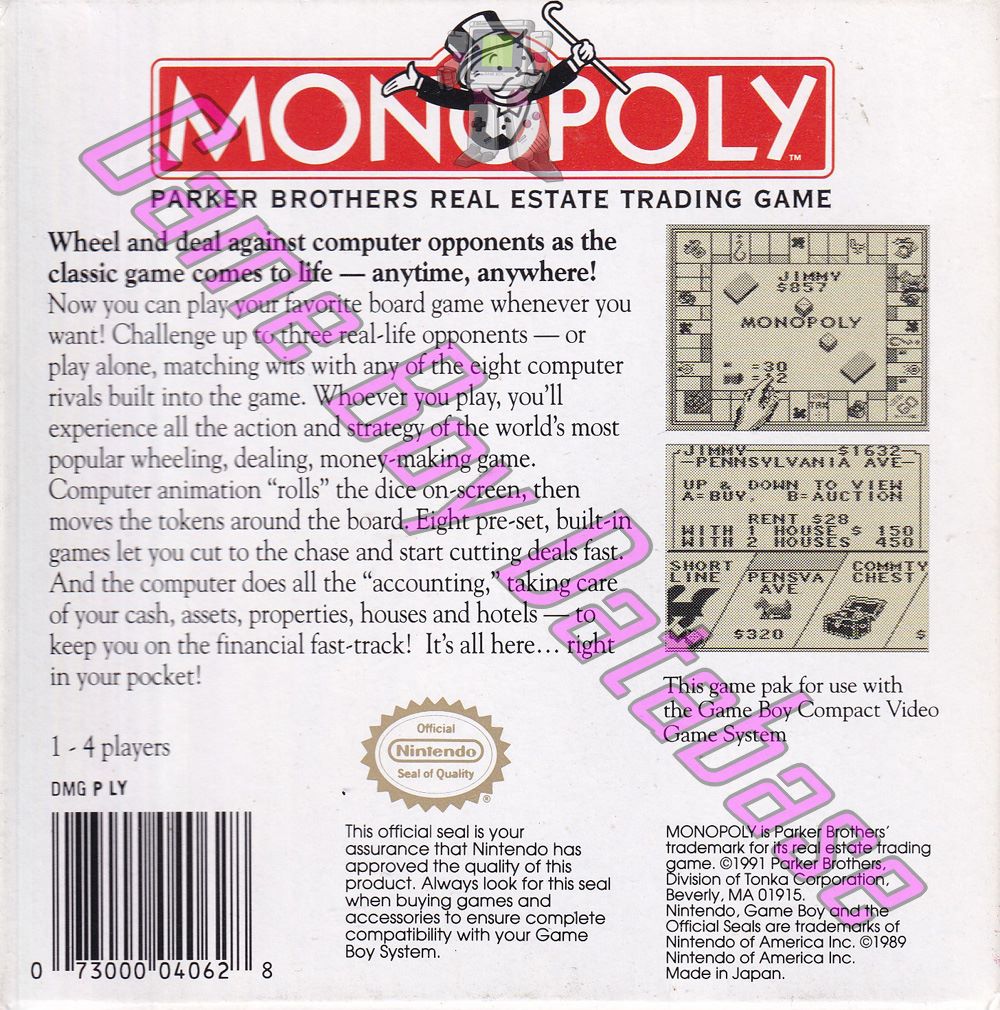 MONOPOLY™
PARKER BROTHERS REAL ESTATE TRADING GAME
Wheel and deal against computer opponents as the
classic game comes to life — anytime, anywhere!
Now you can play your favorite board game whenever you
want! Challenge up to three real-life opponents — or
play alone, matching wits with any of the eight computer
rivals built into the game. Whoever you play, you'll
experience all the action and strategy of the world's most
popular wheeling, dealing, money-making game.
Computer animation "rolls" the dice on-screen, then
moves the tokens around the board. Eight pre-set, built-in
games let you cut to the chase and start cutting deals fast.
And the computer does all the "accounting," taking care
of your cash, assets, properties, houses and hotels — to
keep you on the financial fast-track! It's all here... right
in your pocket!
JIMMY
$857
MONOPOLY
=30
JIMMY $1632
PENNSYLVANIA AVE
UP & DOWN TO VIEW
A=BUY, B=AUCTION
RENT $28
WITH 1 HOUSE $ 150
WITH 2 HOUSES 450
SHORT
LINE
PENSVA
AVE
$320
COMMTY
CHEST
$
This game pak for use with
the Game Boy Compact Video
Game System
1 - 4 players
DMG P LY
0 73000 04062 8
Official
Nintendo
Seal of Quality
®
This official seal is your
assurance that Nintendo has
approved the quality of this
product. Always look for this seal
when buying games and
accessories to ensure complete
compatibility with your Game
Boy System.
MONOPOLY is Parker Brothers'
trademark for its real estate trading
game. ©1991 Parker Brothers,
Division of Tonka Corporation,
Beverly, MA 01915.
Nintendo, Game Boy and the
Official Seals are trademarks of
Nintendo of America Inc. ©1989
Nintendo of America Inc.
Made in Japan.
Game Boy Database